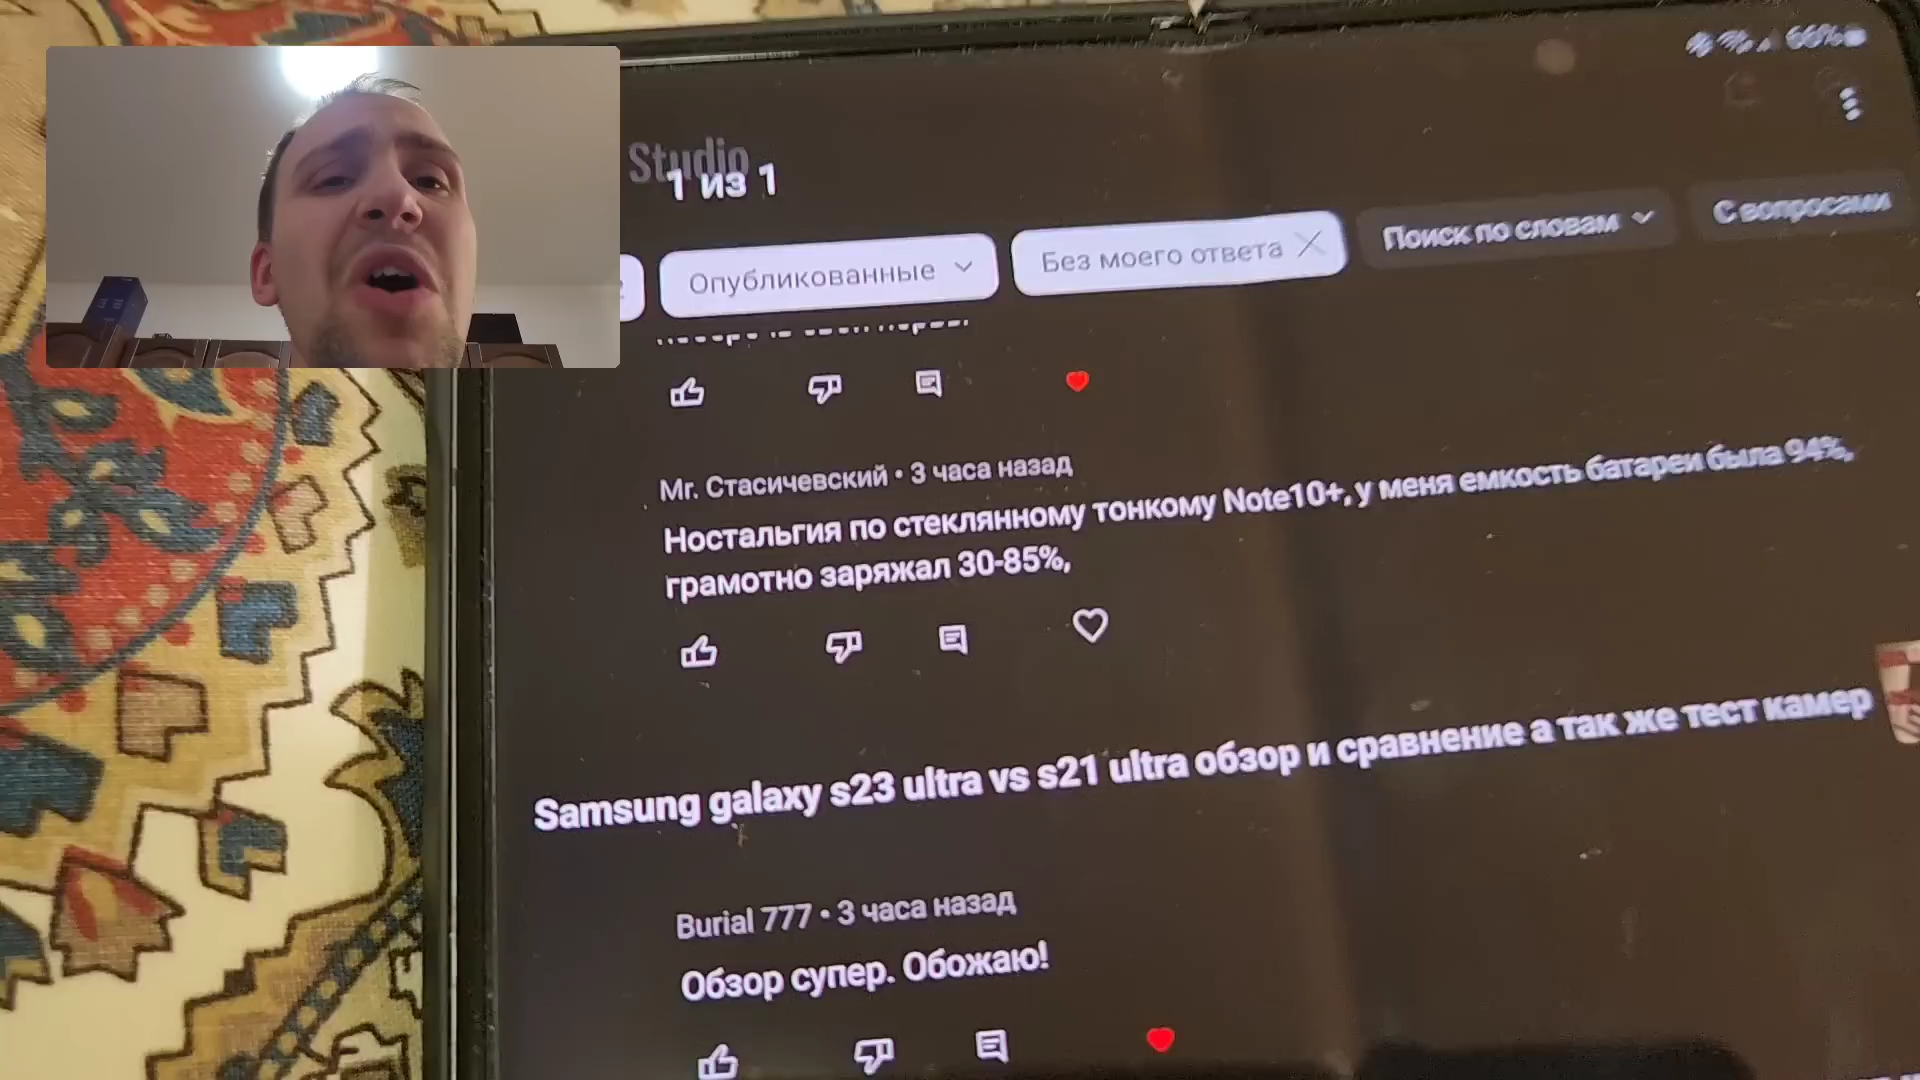 66%
Studio
1 из 1
Опубликованные
Без моего ответа
Поиск по словам
С вопросами
Mr. Стасичевский • 3 часа назад
Ностальгия по стеклянному тонкому Note10+, у меня емкость батареи была 94%,
грамотно заряжал 30-85%,
Samsung galaxy s23 ultra vs s21 ultra обзор и сравнение а так же тест камер
Burial 777 • 3 часа назад
Обзор супер. Обожаю!